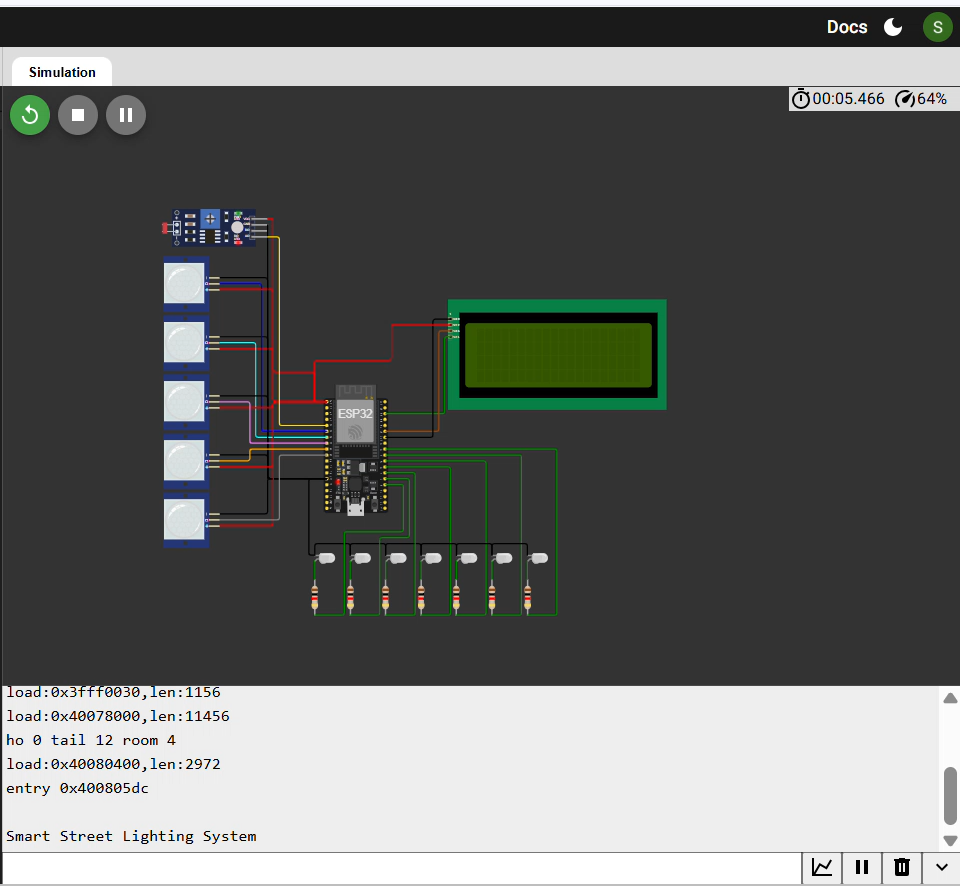 Docs
S
Simulation
00:05.466 64%
ESP32
load:0x3fff0030,len:1156
load:0x40078000,len:11456
ho 0 tail 12 room 4
load:0x40080400,len:2972
entry 0x400805dc
Smart Street Lighting System